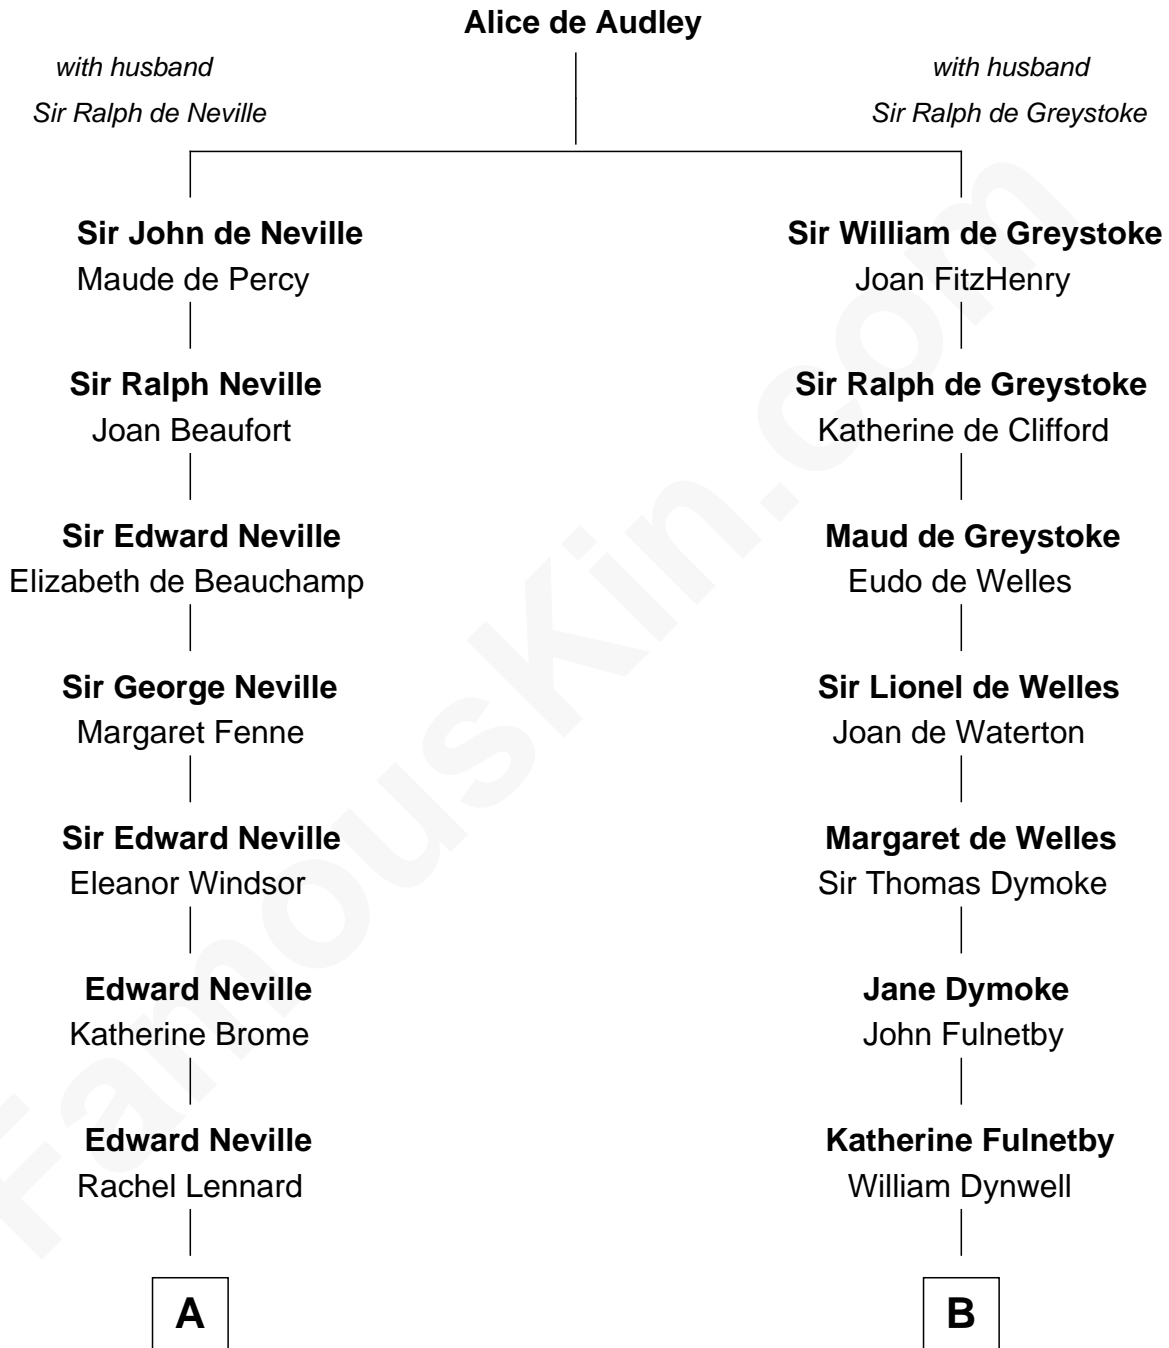 Alice de Audley
with husband
Sir Ralph de Neville
with husband
Sir Ralph de Greystoke
Sir John de Neville
Maude de Percy
Sir William de Greystoke
Joan FitzHenry
Sir Ralph Neville
Joan Beaufort
Sir Ralph de Greystoke
Katherine de Clifford
Sir Edward Neville
Elizabeth de Beauchamp
Maud de Greystoke
Eudo de Welles
Sir George Neville
Margaret Fenne
Sir Lionel de Welles
Joan de Waterton
Sir Edward Neville
Eleanor Windsor
Margaret de Welles
Sir Thomas Dymoke
Edward Neville
Katherine Brome
Jane Dymoke
John Fulnetby
Edward Neville
Rachel Lennard
Katherine Fulnetby
William Dynwell
A
B
FamousKin.com